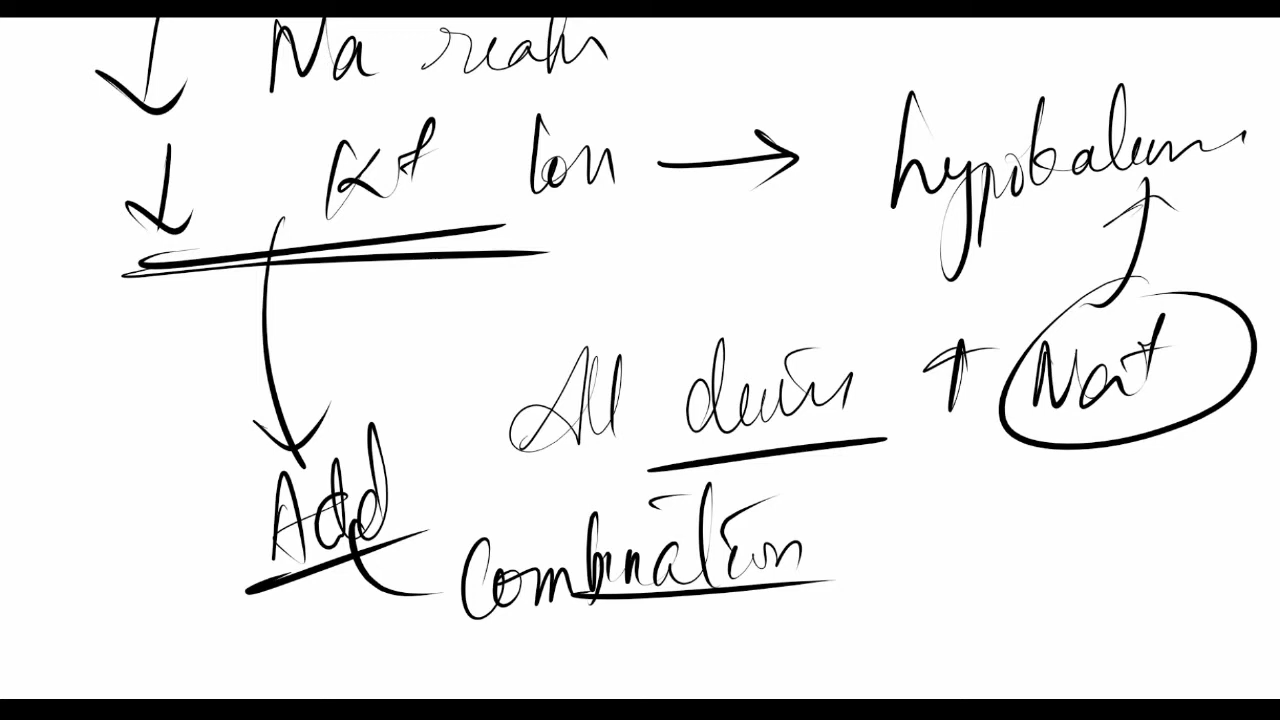 ↓ Na reab
↓ K+ loss → hypokalemia
All diuretics ↑ Na+
Add combination